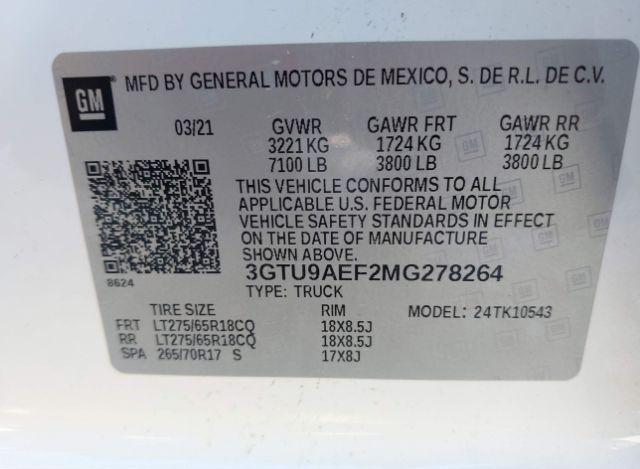 GM
MFD BY GENERAL MOTORS DE MEXICO, S. DE R.L. DE C.V.
03/21 GVWR GAWR FRT GAWR RR
3221 KG 1724 KG 1724 KG
7100 LB 3800 LB 3800 LB
THIS VEHICLE CONFORMS TO ALL
APPLICABLE U.S. FEDERAL MOTOR
VEHICLE SAFETY STANDARDS IN EFFECT
ON THE DATE OF MANUFACTURE
SHOWN ABOVE.
8624
3GTU9AEF2MG278264
TYPE: TRUCK
TIRE SIZE RIM MODEL: 24TK10543
FRT LT275/65R18CQ 18X8.5J
RR LT275/65R18CQ 18X8.5J
SPA 265/70R17 S 17X8J